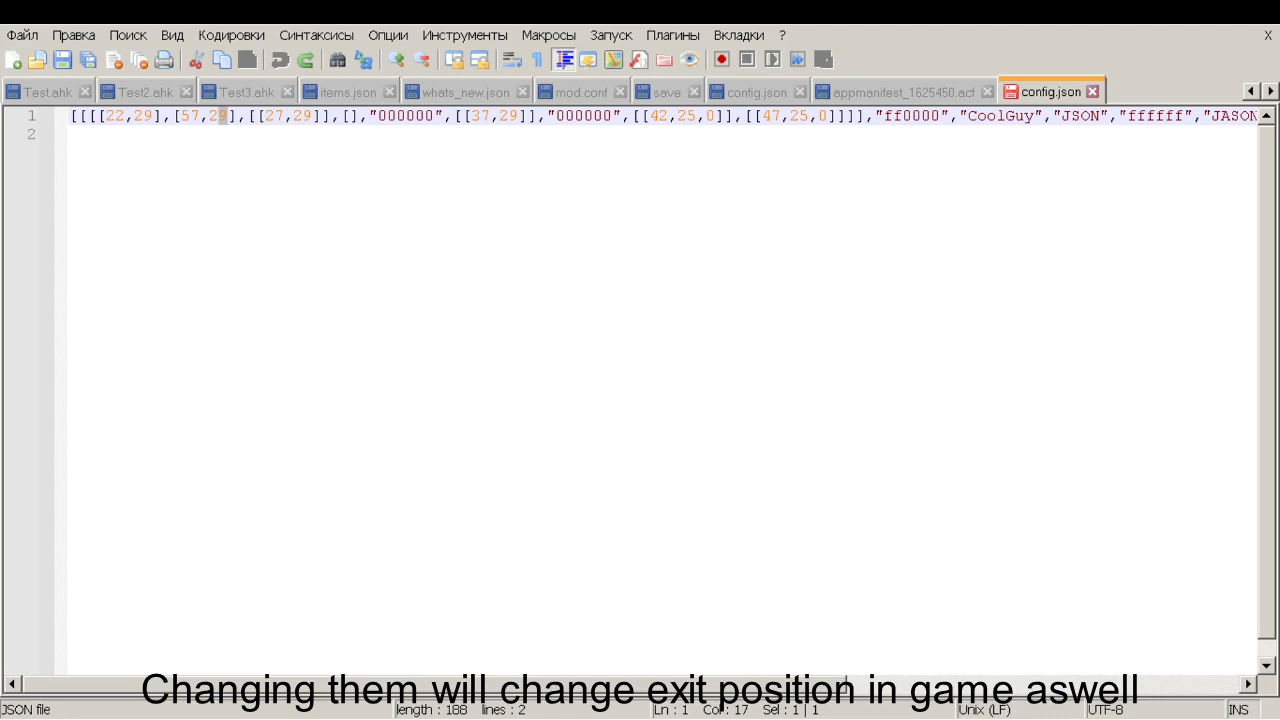 Файл Правка Поиск Вид Кодировки Синтаксисы Опции Инструменты Макросы Запуск Плагины Вкладки ? X
Test.ahk Test2.ahk Test3.ahk items.json whats_new.json mod.conf save config.json appmanifest_1625450.acf config.json
1 [[[[22,29],[57,29],[[27,29]],[],"000000",[[37,29]],"000000",[[42,25,0]],[[47,25,0]]]],"ff0000","CoolGuy","JSON","ffffff","JASON
2
Changing them will change exit position in game aswell
JSON file length : 188 lines : 2 Ln : 1 Col : 17 Sel : 1 | 1 Unix (LF) UTF-8 INS